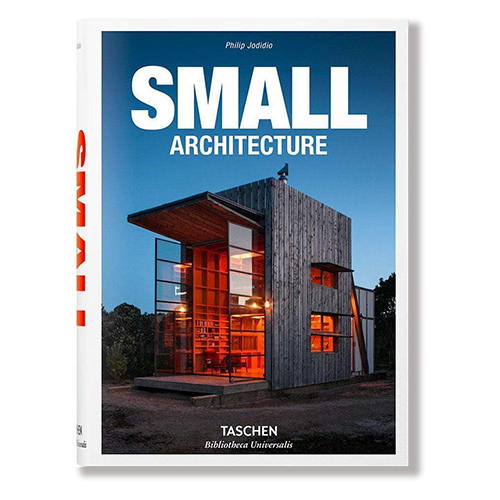 Philip Jodidio
SMALL
ARCHITECTURE
SMALL
TASCHEN
Bibliotheca Universalis